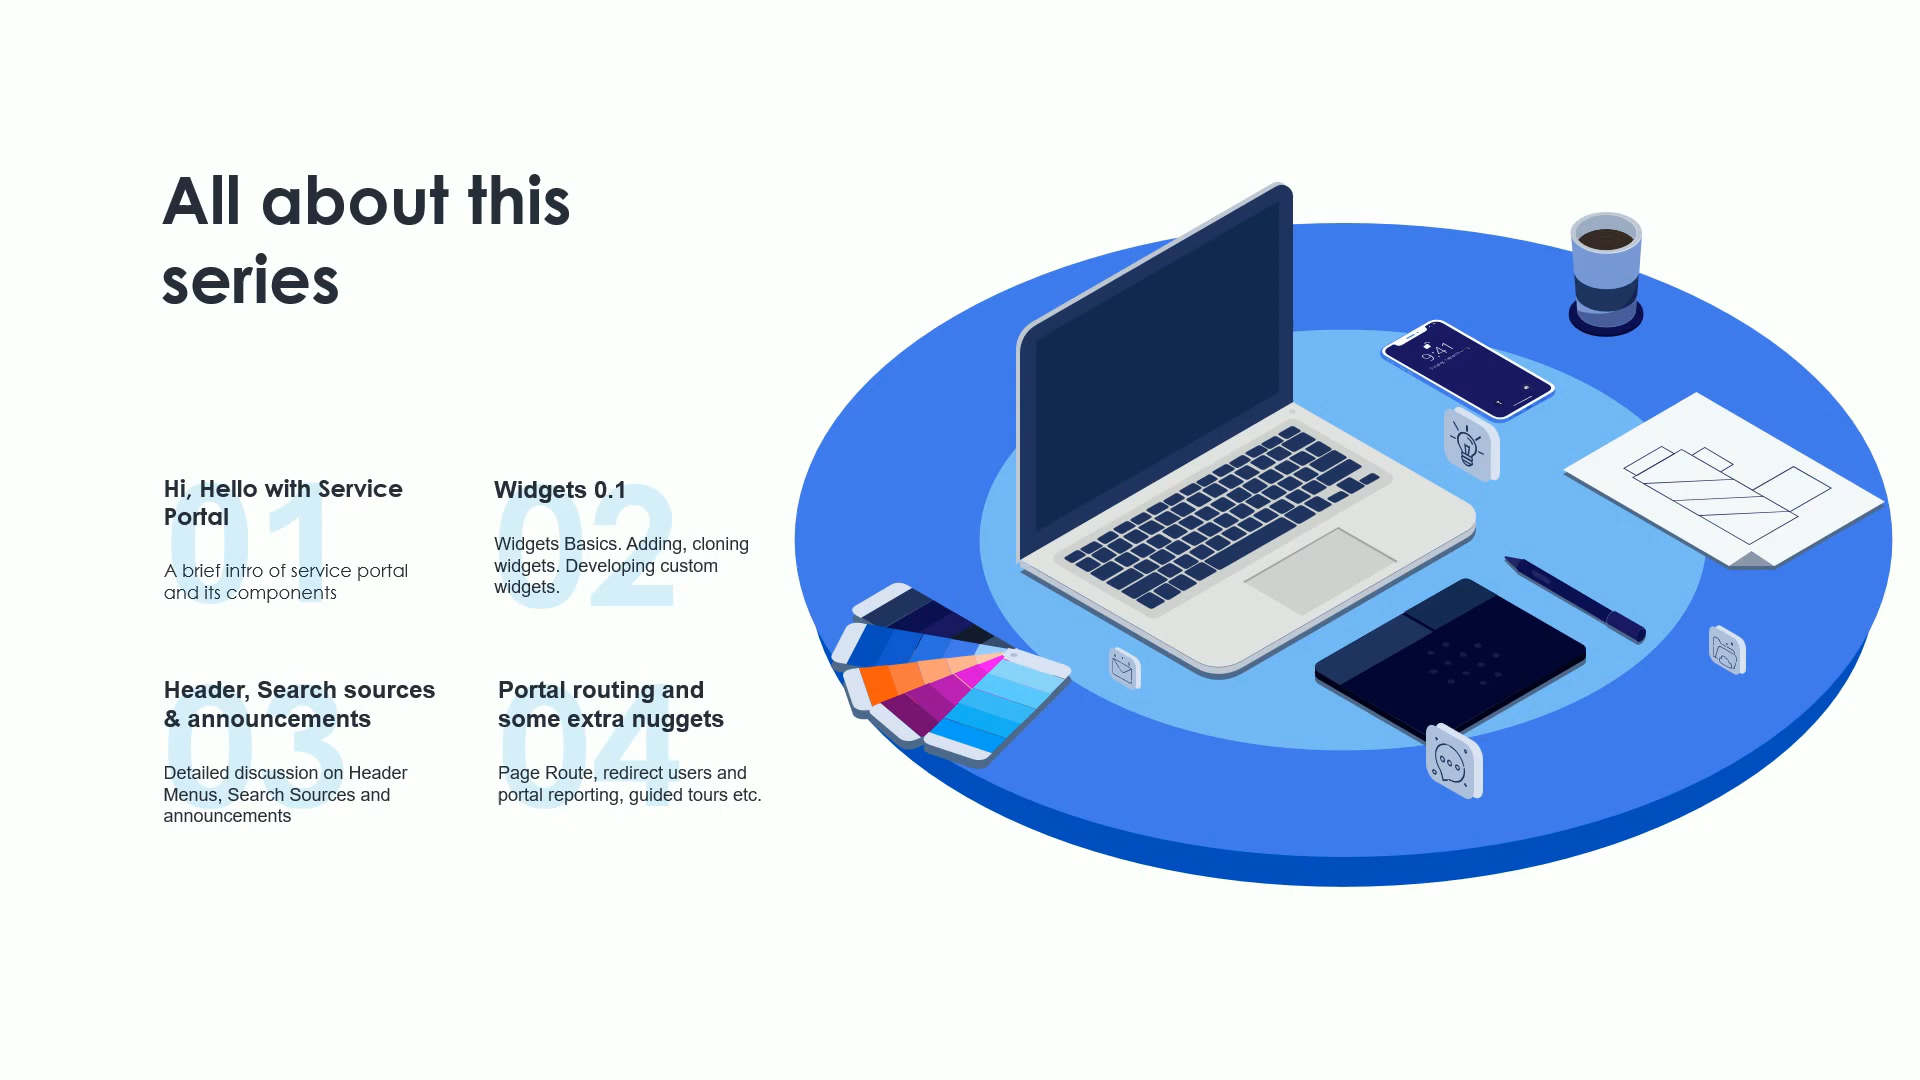 All about this
series
01
Hi, Hello with Service
Portal
A brief intro of service portal
and its components
02
Widgets 0.1
Widgets Basics. Adding, cloning
widgets. Developing custom
widgets.
03
Header, Search sources
& announcements
Detailed discussion on Header
Menus, Search Sources and
announcements
04
Portal routing and
some extra nuggets
Page Route, redirect users and
portal reporting, guided tours etc.
9:41